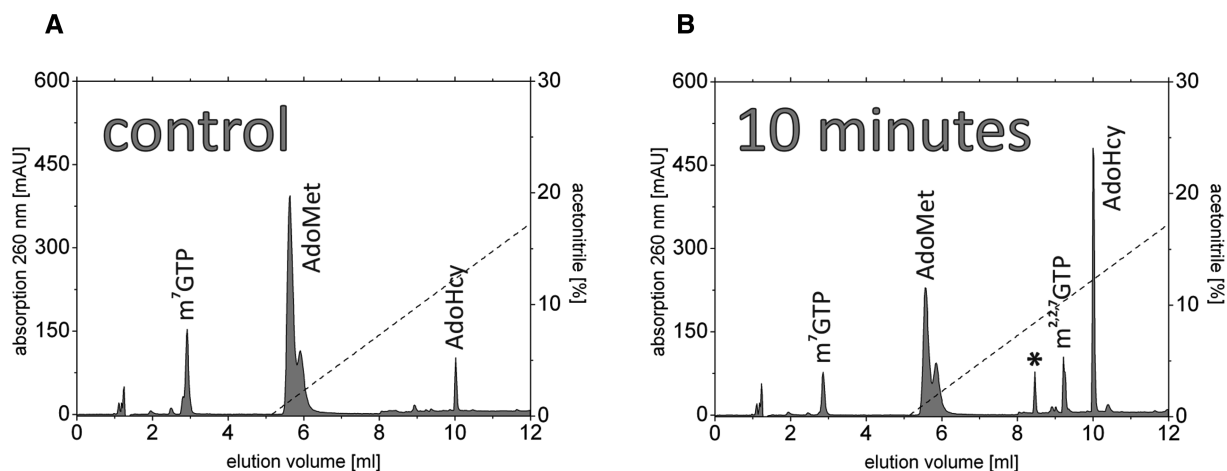 A
B
control
10 minutes
absorption 260 nm [mAU]
600
450
300
150
0
m⁷GTP
AdoMet
AdoHcy
30
20
10
0
acetonitrile [%]
0 2 4 6 8 10 12
elution volume [ml]
absorption 260 nm [mAU]
600
450
300
150
0
m⁷GTP
AdoMet
*
m²,²,⁷GTP
AdoHcy
30
20
10
0
acetonitrile [%]
0 2 4 6 8 10 12
elution volume [ml]